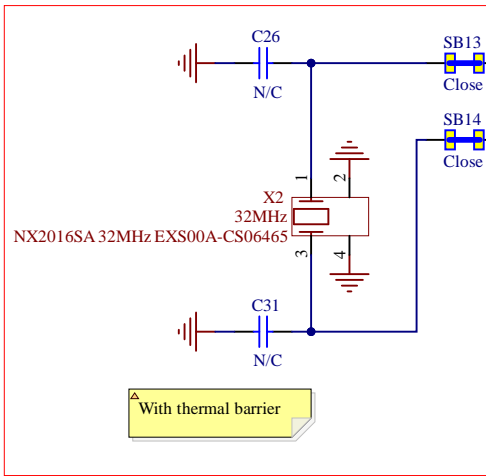 C26
N/C
SB13
Close
SB14
Close
1
2
X2
32MHz
NX2016SA 32MHz EXS00A-CS06465
3
4
C31
N/C
With thermal barrier